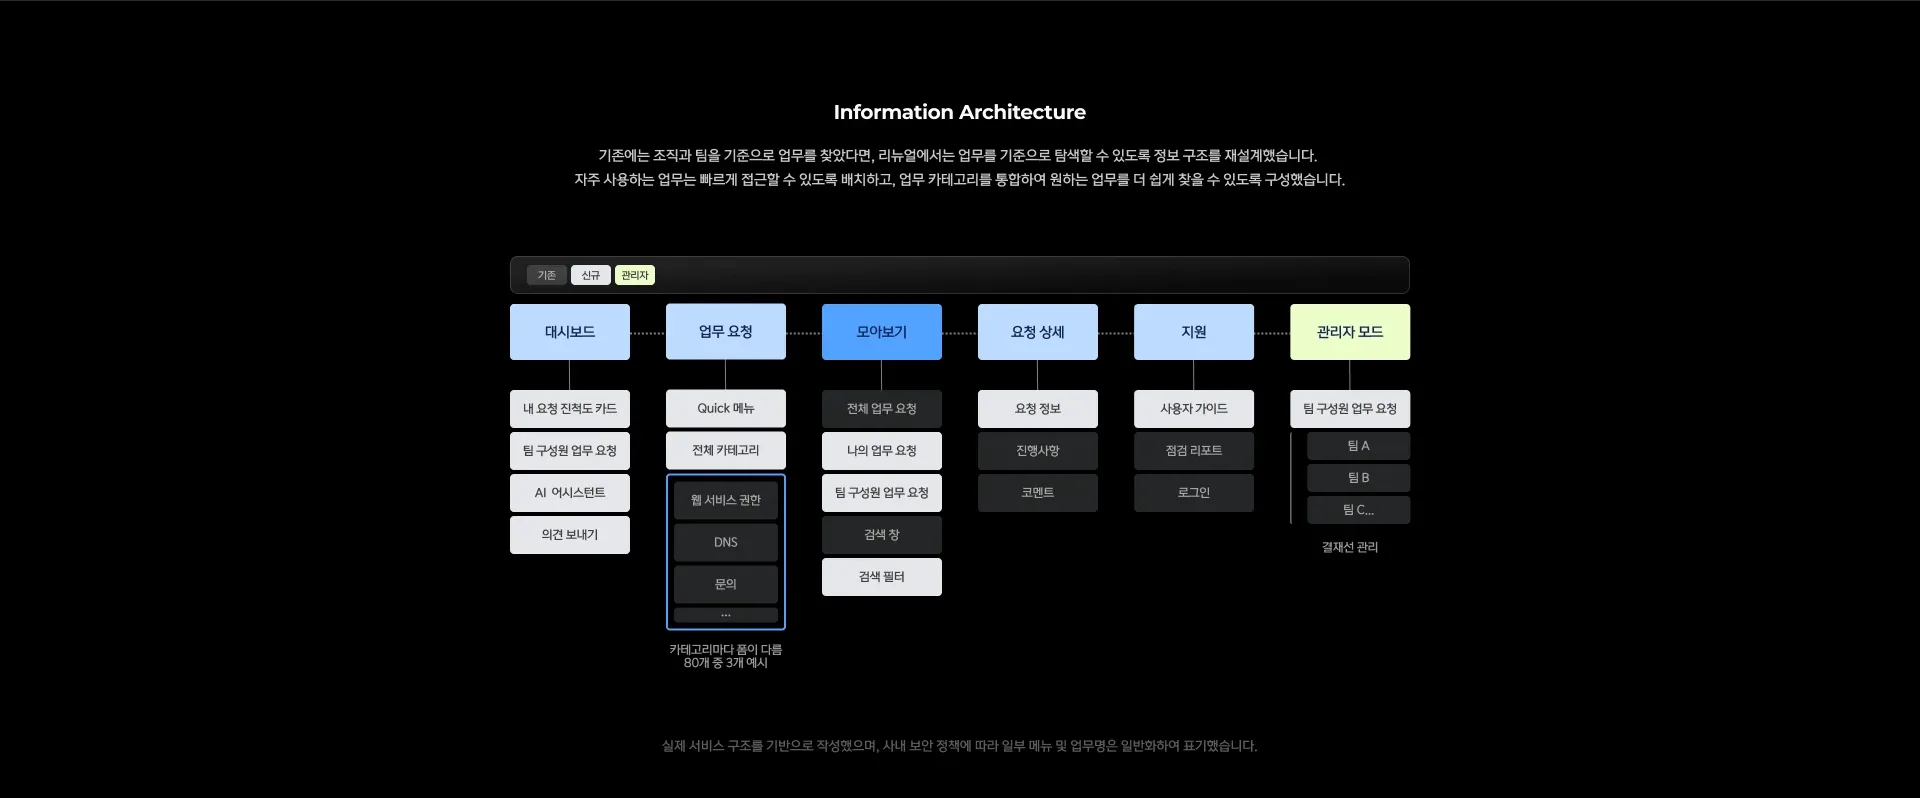 Information Architecture
기존에는 조직과 팀을 기준으로 업무를 찾았다면, 리뉴얼에서는 업무를 기준으로 탐색할 수 있도록 정보 구조를 재설계했습니다.
자주 사용하는 업무는 빠르게 접근할 수 있도록 배치하고, 업무 카테고리를 통합하여 원하는 업무를 더 쉽게 찾을 수 있도록 구성했습니다.
기존
신규
관리자
대시보드
내 요청 진척도 카드
팀 구성원 업무 요청
AI 어시스턴트
의견 보내기
업무 요청
Quick 메뉴
전체 카테고리
웹 서비스 권한
DNS
문의
...
카테고리마다 폼이 다름
80개 중 3개 예시
모아보기
전체 업무 요청
나의 업무 요청
팀 구성원 업무 요청
검색 창
검색 필터
요청 상세
요청 정보
진행사항
코멘트
지원
사용자 가이드
점검 리포트
로그인
관리자 모드
팀 구성원 업무 요청
팀 A
팀 B
팀 C...
결재선 관리
실제 서비스 구조를 기반으로 작성했으며, 사내 보안 정책에 따라 일부 메뉴 및 업무명은 일반화하여 표기했습니다.